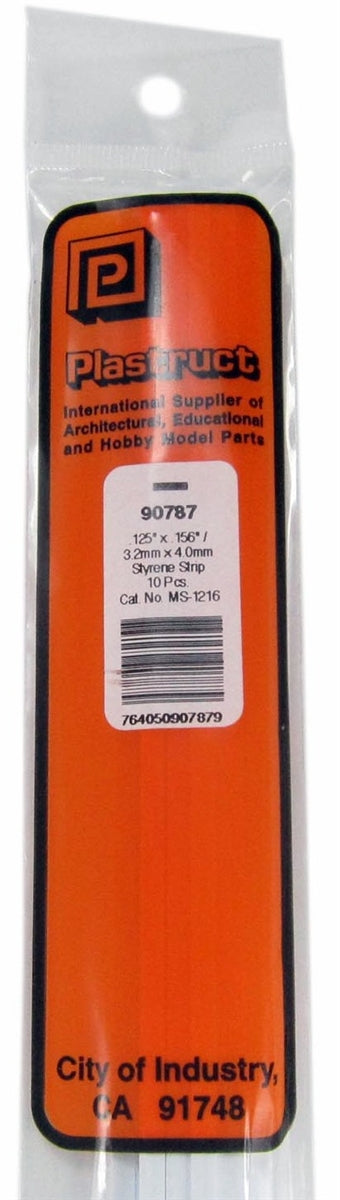 P
Plastruct
International Supplier of
Architectural, Educational
and Hobby Model Parts
90787
.125" x .156" /
3.2mm x 4.0mm
Styrene Strip
10 Pcs.
Cat. No. MS-1216
764050907879
City of Industry,
CA 91748